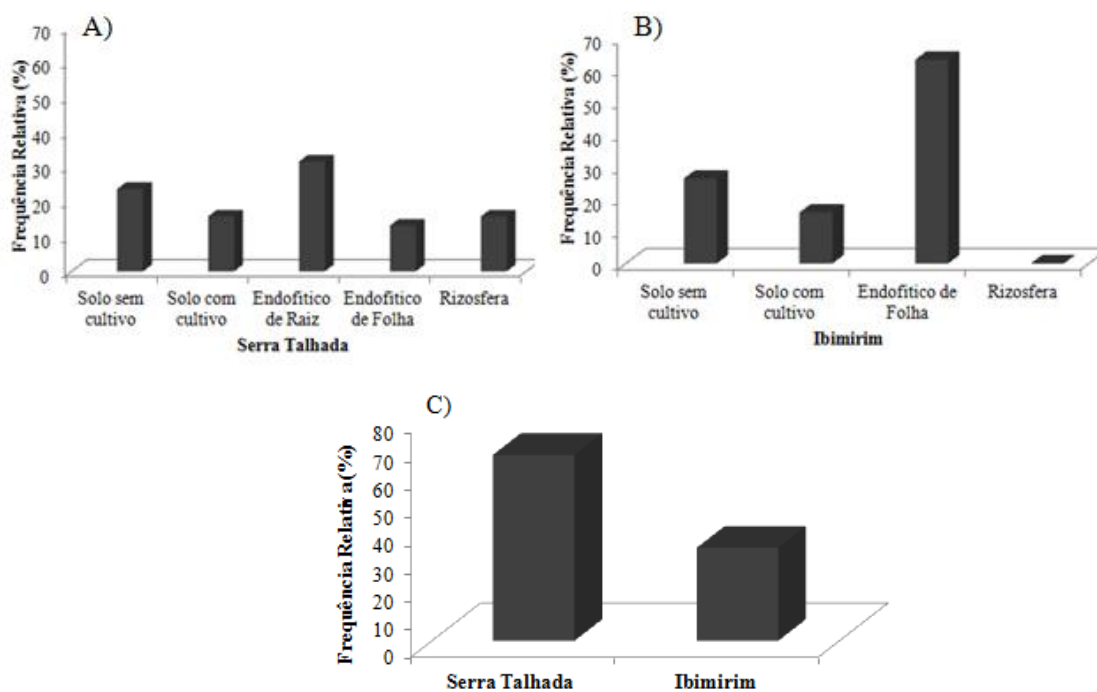 A)
Frequência Relativa (%)
70
60
50
40
30
20
10
0
Solo sem cultivo
Solo com cultivo
Endofítico de Raiz
Endofítico de Folha
Rizosfera
Serra Talhada
B)
Frequência Relativa (%)
70
60
50
40
30
20
10
0
Solo sem cultivo
Solo com cultivo
Endofítico de Folha
Rizosfera
Ibimirim
C)
Frequência Relativa (%)
80
70
60
50
40
30
20
10
0
Serra Talhada
Ibimirim